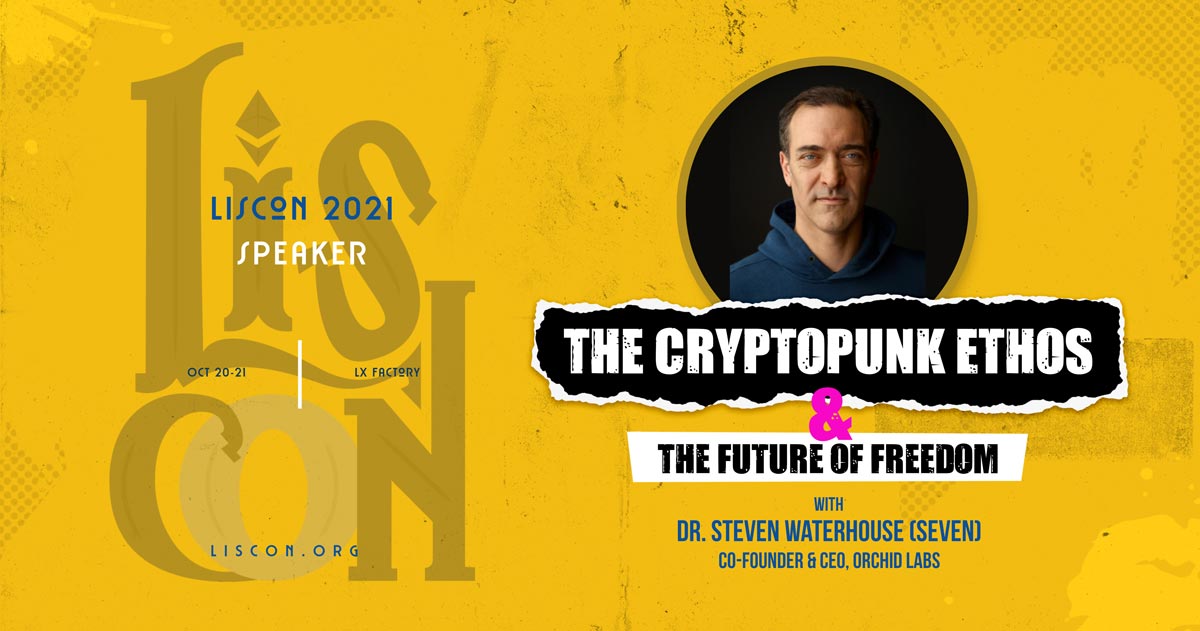 LISCON
LISCON 2021
SPEAKER
OCT 20-21
LX FACTORY
LISCON.ORG
THE CRYPTOPUNK ETHOS
&
THE FUTURE OF FREEDOM
WITH
DR. STEVEN WATERHOUSE (SEVEN)
CO-FOUNDER & CEO, ORCHID LABS